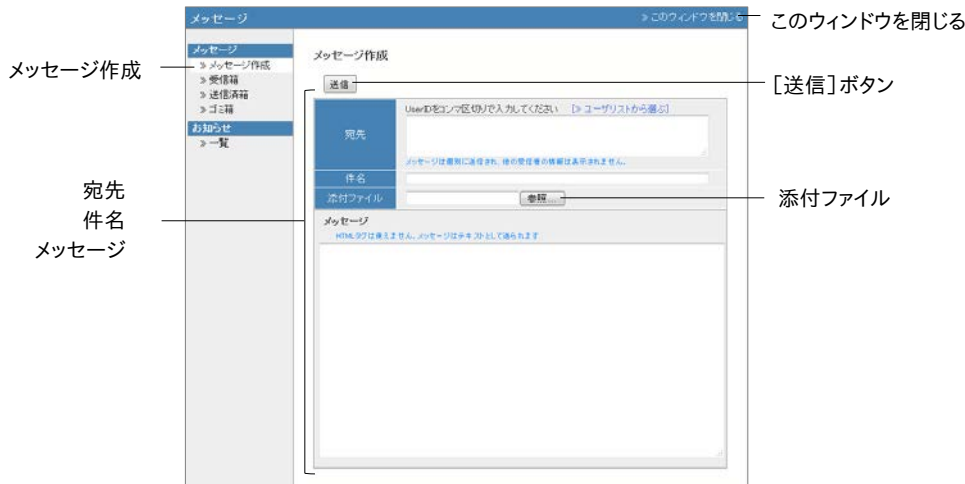 メッセージ
» このウィンドウを閉じる
このウィンドウを閉じる
メッセージ作成
メッセージ
» メッセージ作成
» 受信箱
» 送信済箱
» ゴミ箱
お知らせ
» 一覧
メッセージ作成
送信
［送信］ボタン
宛先
UserIDをコンマ区切りで入力してください [» ユーザリストから選ぶ]
メッセージは個別に送信され、他の受信者の情報は表示されません。
件名
添付ファイル
参照...
添付ファイル
宛先
件名
メッセージ
メッセージ
HTMLタグは使えません。メッセージはテキストとして送られます